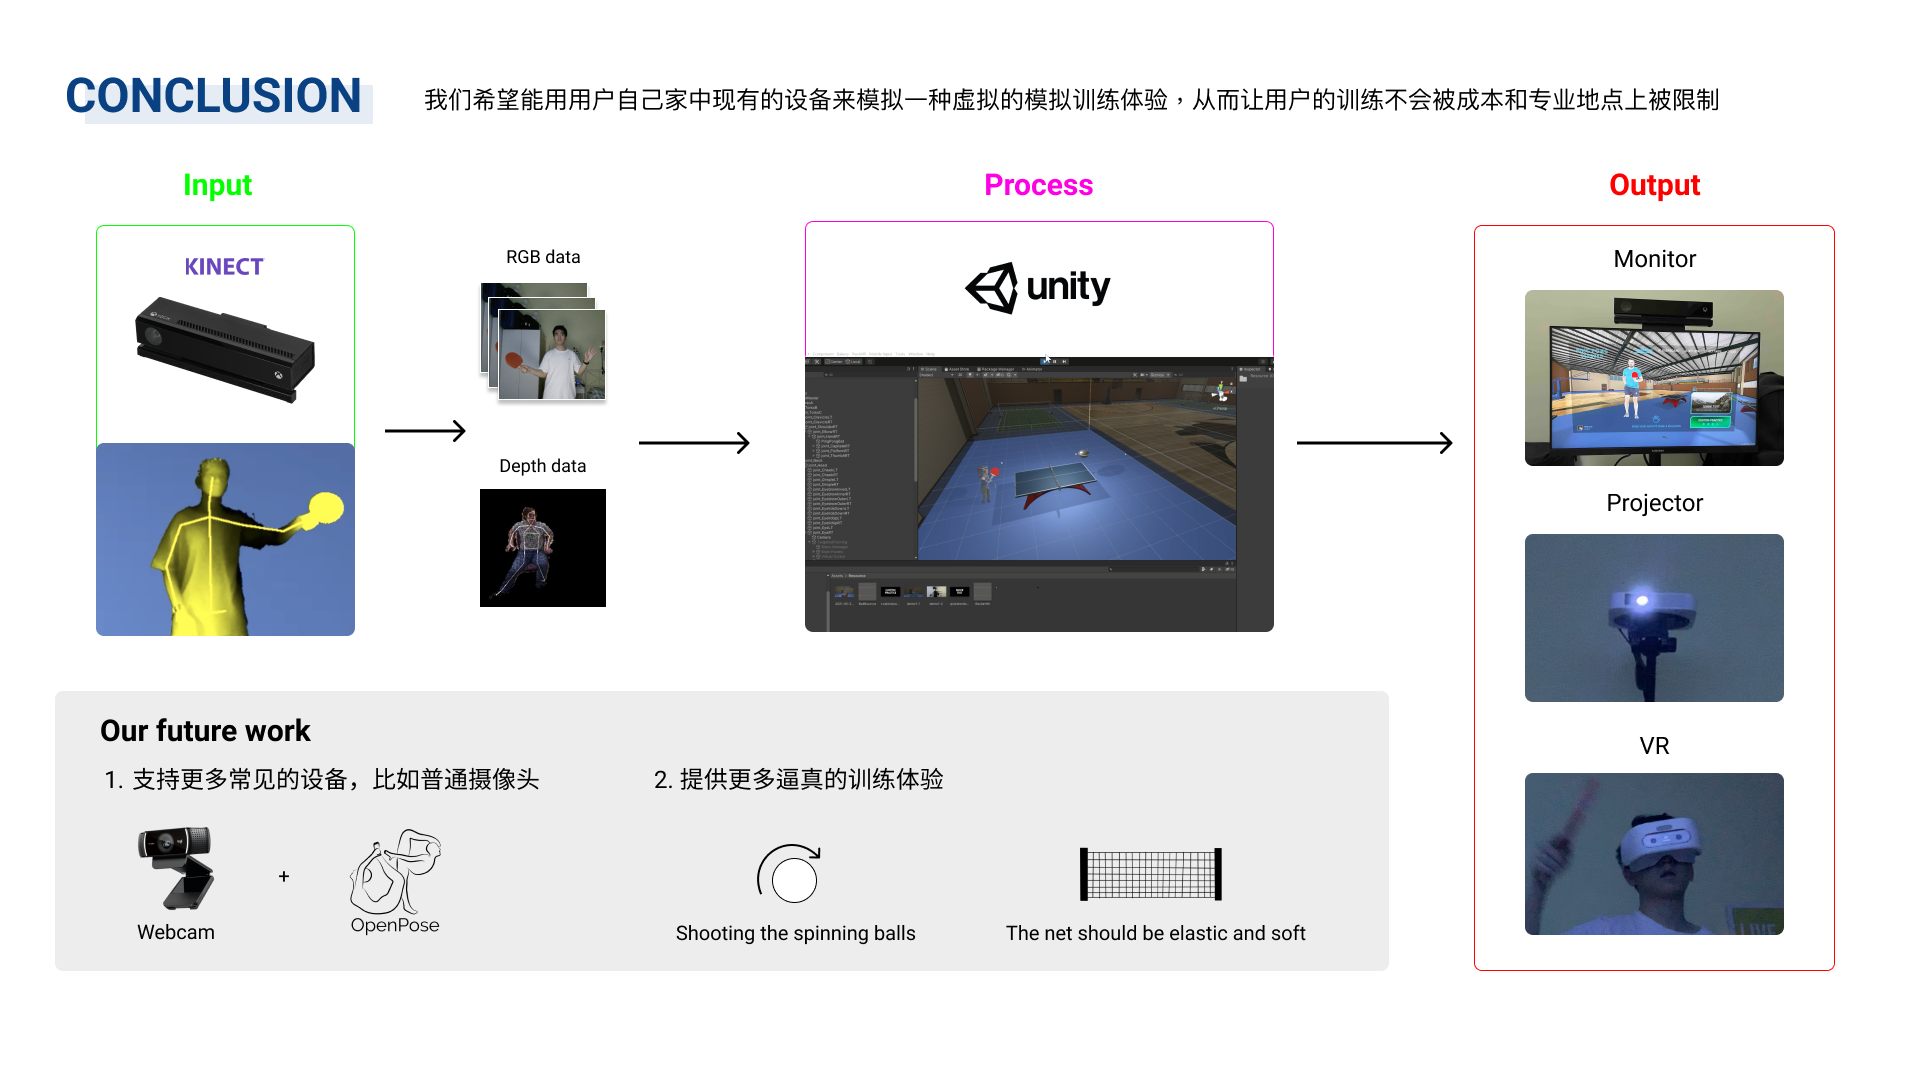 CONCLUSION
我们希望能用用户自己家中现有的设备来模拟一种虚拟的模拟训练体验，从而让用户的训练不会被成本和专业地点上被限制
Input
Process
Output
KINECT
RGB data
Depth data
unity
Monitor
Projector
VR
Our future work
1. 支持更多常见的设备，比如普通摄像头
2. 提供更多逼真的训练体验
+
OpenPose
Webcam
Shooting the spinning balls
The net should be elastic and soft